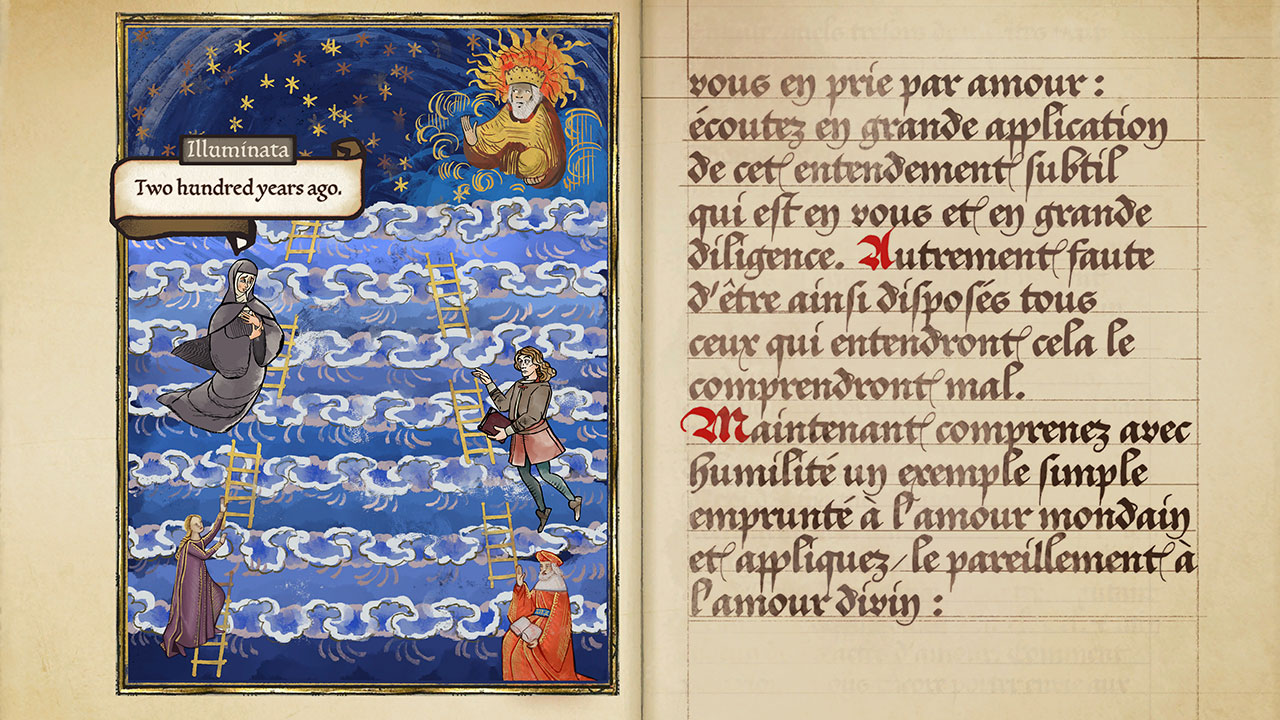 Illuminata
Two hundred years ago.
vous en prie par amour :
écoutez en grande application
de cet entendement subtil
qui est en vous et en grande
diligence. Autrement faute
d'être ainsi disposés tous
ceux qui entendront cela le
comprendront mal.
Maintenant comprenez avec
humilité un exemple simple
emprunté à l'amour mondain
et appliquez-le pareillement à
l'amour divin :